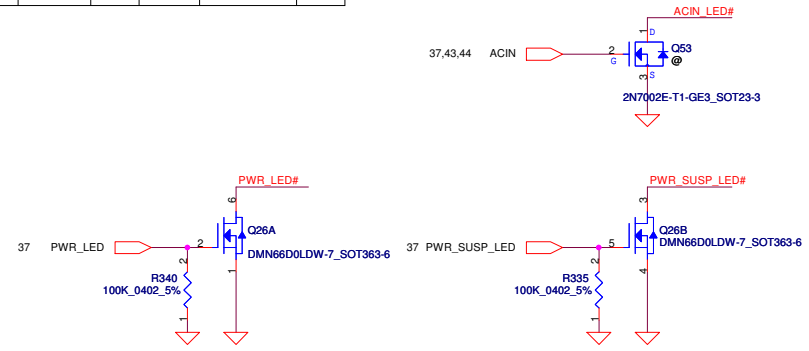 ACIN_LED#
1
D
37,43,44 ACIN
2
G
Q53
@
3
S
2N7002E-T1-GE3_SOT23-3
PWR_LED#
6
37 PWR_LED
2
Q26A
DMN66D0LDW-7_SOT363-6
1
2
R340
100K_0402_5%
1
PWR_SUSP_LED#
3
37 PWR_SUSP_LED
5
Q26B
DMN66D0LDW-7_SOT363-6
4
2
R335
100K_0402_5%
1